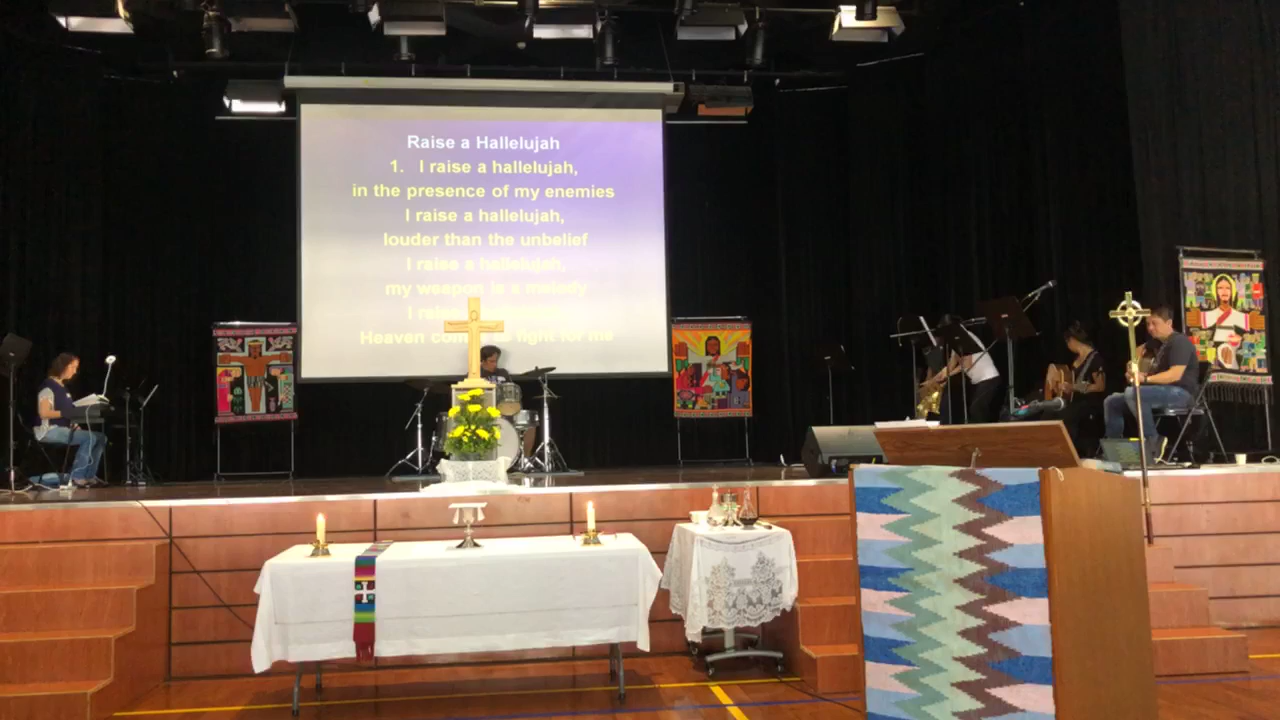 Raise a Hallelujah
1. I raise a hallelujah,
in the presence of my enemies
I raise a hallelujah,
louder than the unbelief
I raise a hallelujah,
my weapon is a melody
I raise
Heaven comes to fight for me